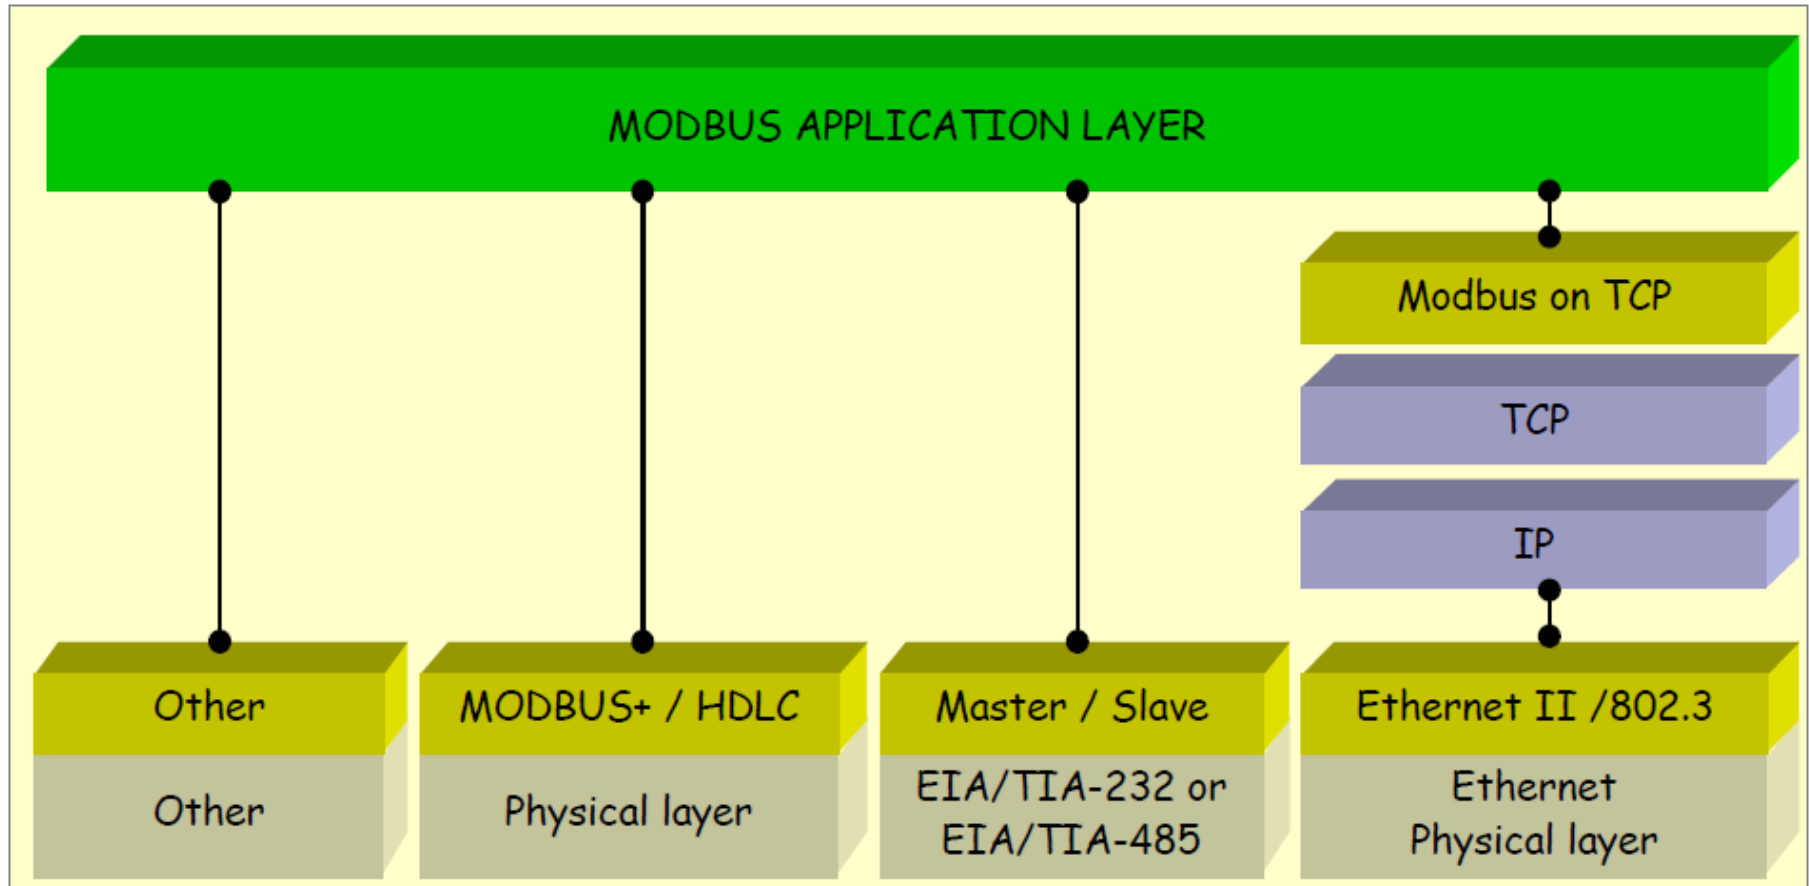 MODBUS APPLICATION LAYER
Modbus on TCP
TCP
IP
Other
MODBUS+ / HDLC
Master / Slave
Ethernet II /802.3
Other
Physical layer
EIA/TIA-232 or
EIA/TIA-485
Ethernet
Physical layer